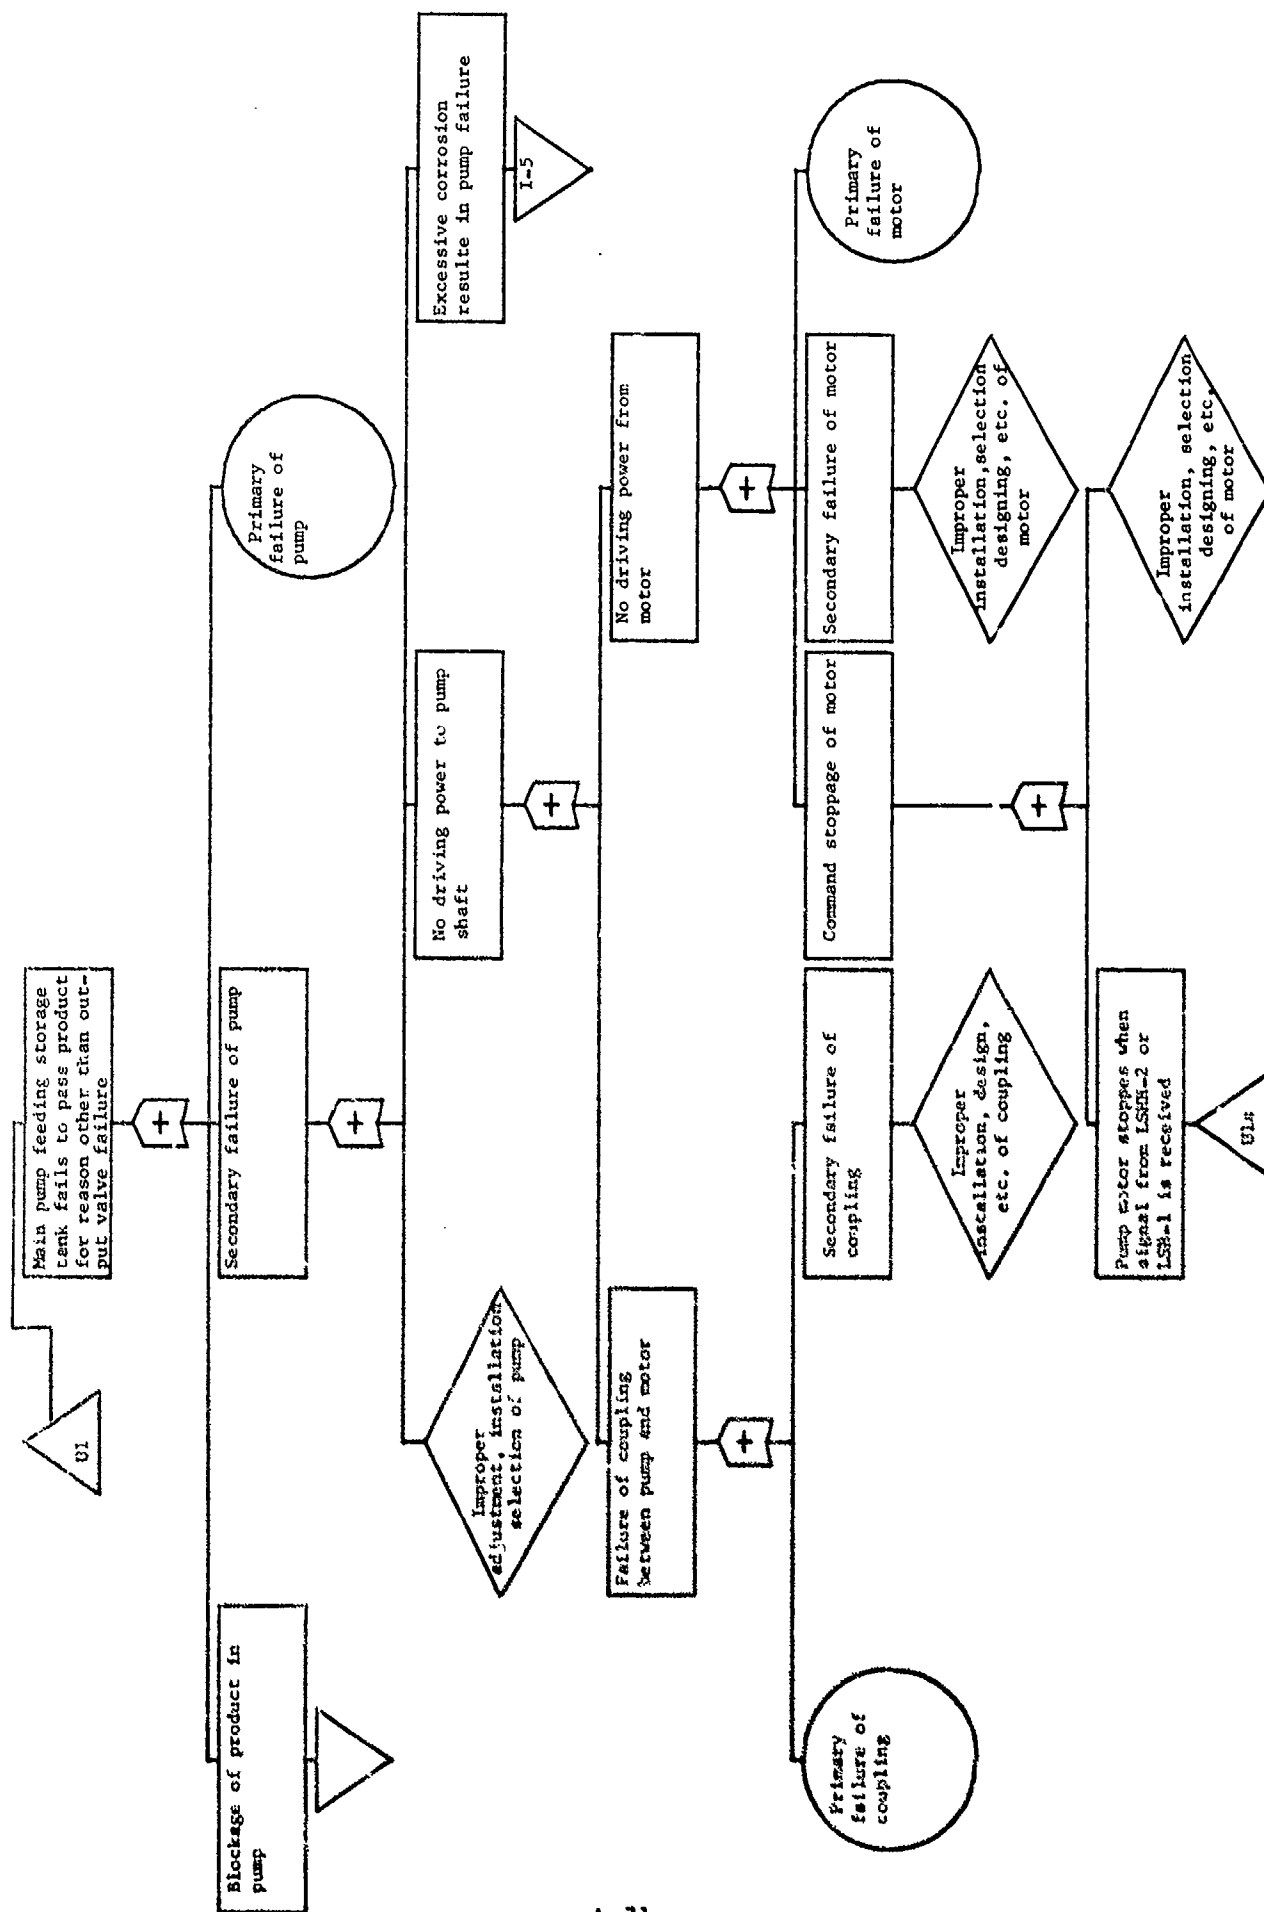 U1
Main pump feeding storage
tank fails to pass product
for reason other than out-
put valve failure
+
Blockage of product in
pump
Secondary failure of pump
Primary
failure of
pump
+
Improper
adjustment, installation
selection of pump
No driving power to pump
shaft
Excessive corrosion
resulte in pump failure
I-5
+
Failure of coupling
between pump and motor
No driving power from
motor
+
+
Primary
failure of
coupling
Secondary failure of
coupling
Command stoppage of motor
Secondary failure of motor
Primary
failure of
motor
Improper
installation, design,
etc. of coupling
Improper
installation,selection
designing, etc. of
motor
+
Pump motor stoppes when
signal from LSHH-2 or
LSH-1 is received
Improper
installation, selection
designing, etc.
of motor